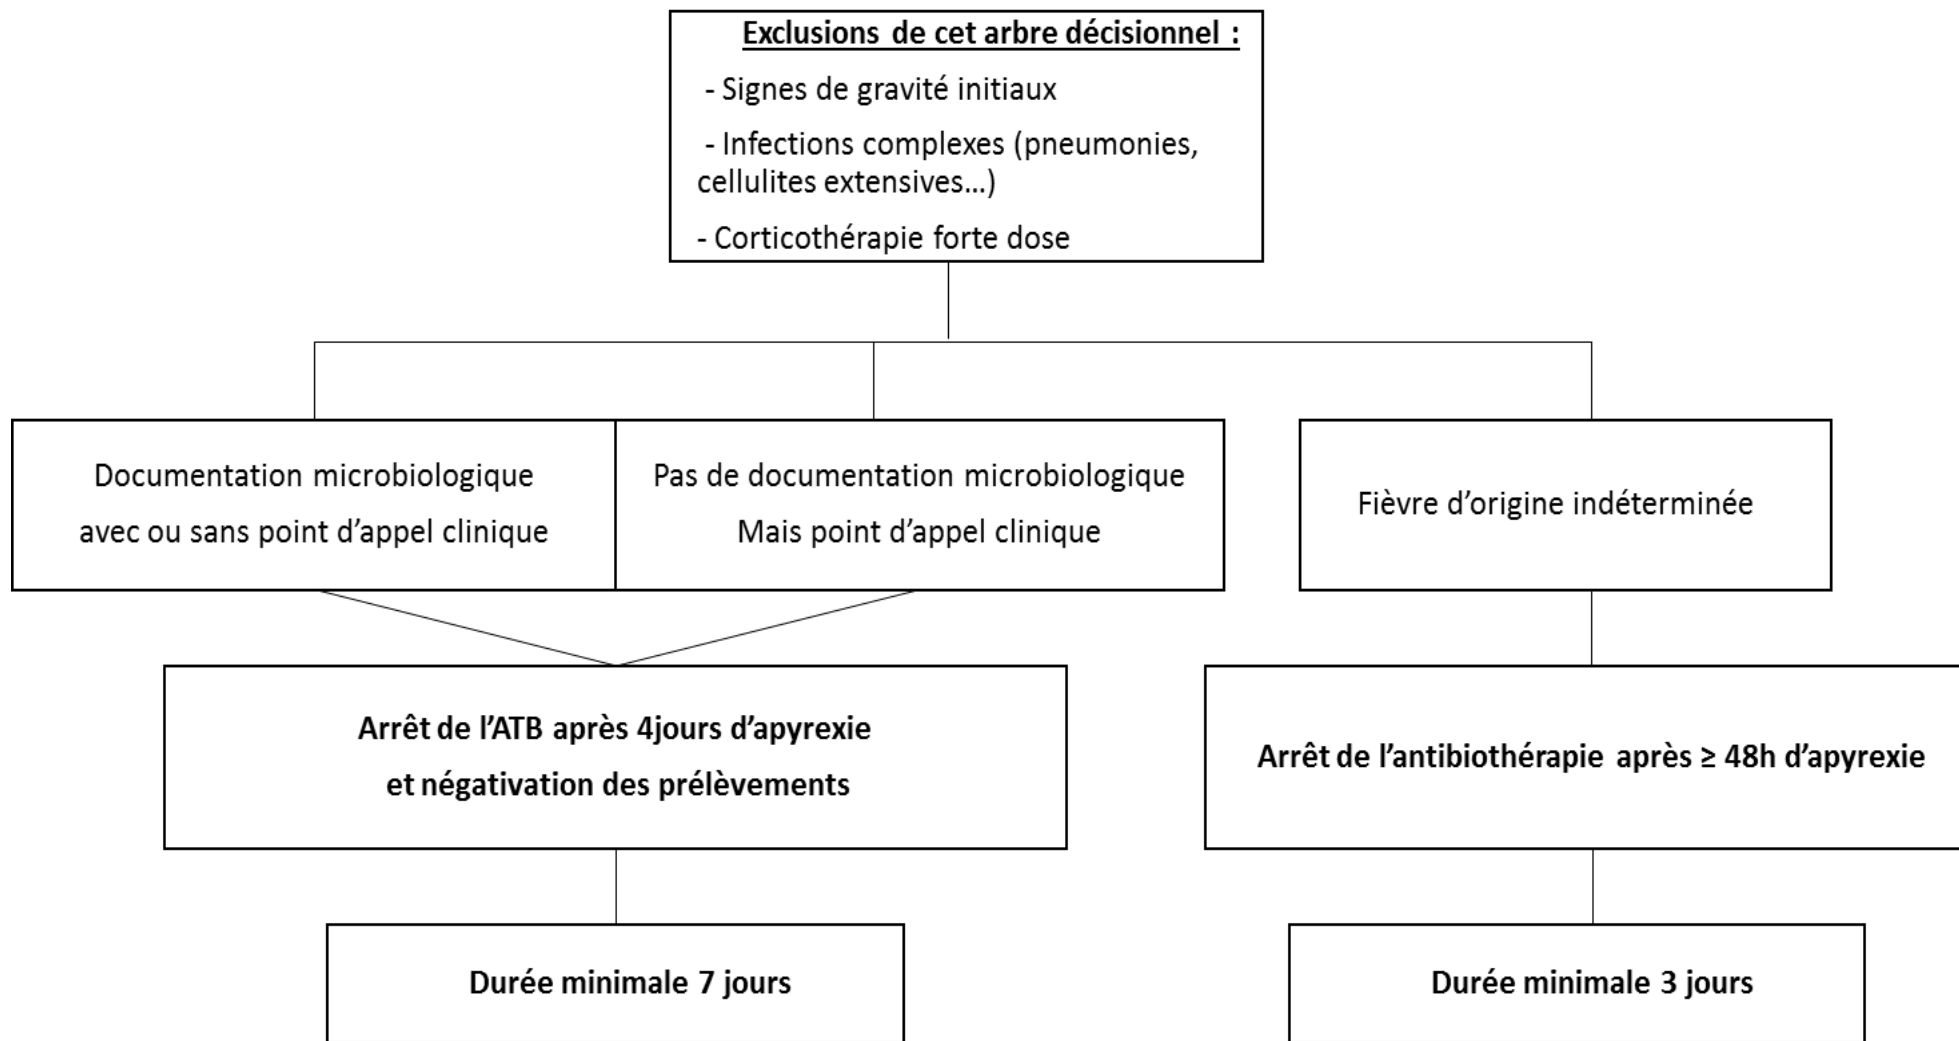 Exclusions de cet arbre décisionnel :
- Signes de gravité initiaux
- Infections complexes (pneumonies,
cellulites extensives...)
- Corticothérapie forte dose
Documentation microbiologique
avec ou sans point d’appel clinique
Pas de documentation microbiologique
Mais point d’appel clinique
Fièvre d’origine indéterminée
Arrêt de l’ATB après 4jours d’apyrexie
et négativation des prélèvements
Arrêt de l’antibiothérapie après ≥ 48h d’apyrexie
Durée minimale 7 jours
Durée minimale 3 jours